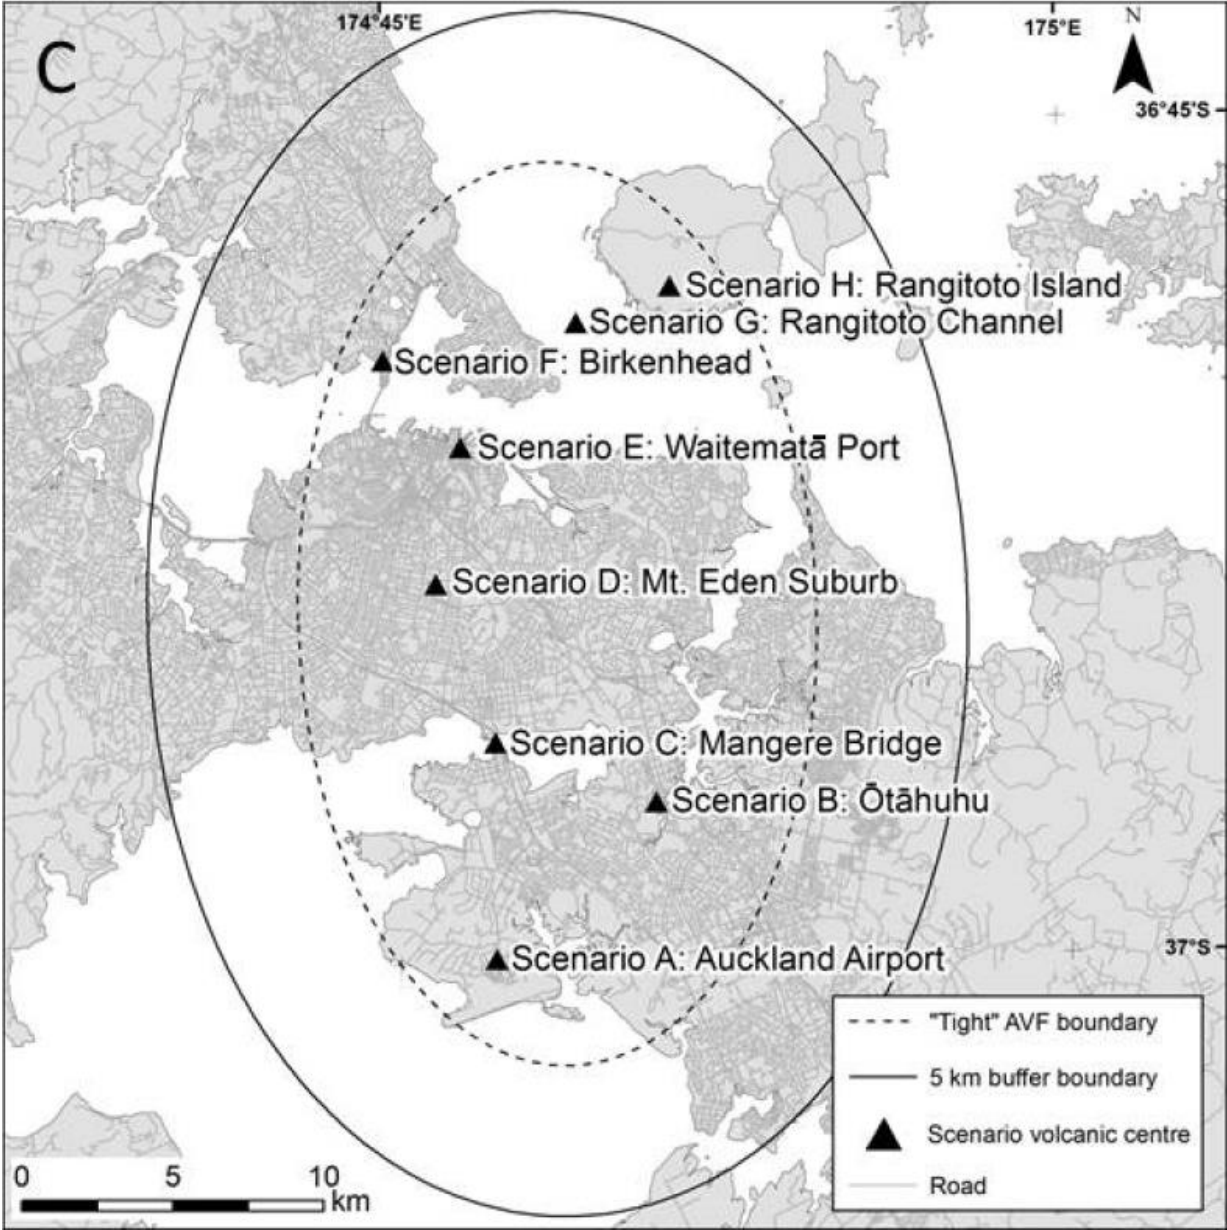 C
174°45'E
175°E
N
36°45'S
Scenario H: Rangitoto Island
Scenario G: Rangitoto Channel
Scenario F: Birkenhead
Scenario E: Waitematā Port
Scenario D: Mt. Eden Suburb
Scenario C: Mangere Bridge
Scenario B: Ōtāhuhu
Scenario A: Auckland Airport
37°S
"Tight" AVF boundary
5 km buffer boundary
Scenario volcanic centre
Road
0 5 10
km